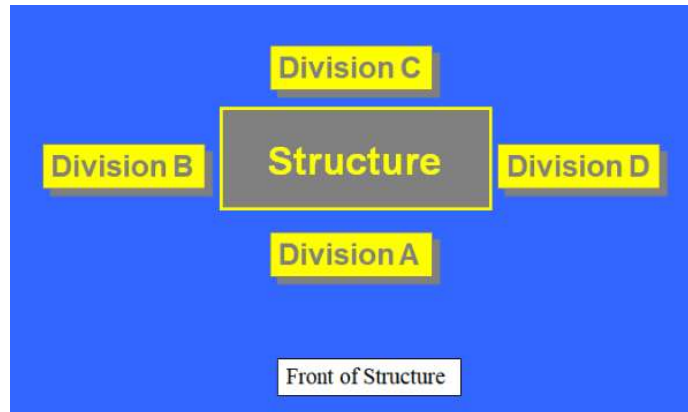 Division C
Division B
Structure
Division D
Division A
Front of Structure